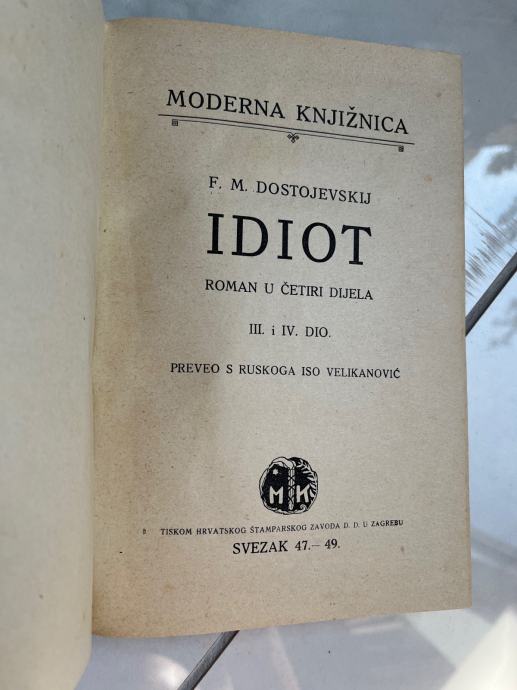 MODERNA KNJIŽNICA
F. M. DOSTOJEVSKIJ
IDIOT
ROMAN U ČETIRI DIJELA
III. i IV. DIO.
PREVEO S RUSKOGA ISO VELIKANOVIĆ
M K
TISKOM HRVATSKOG ŠTAMPARSKOG ZAVODA D. D. U ZAGREBU
SVEZAK 47.—49.